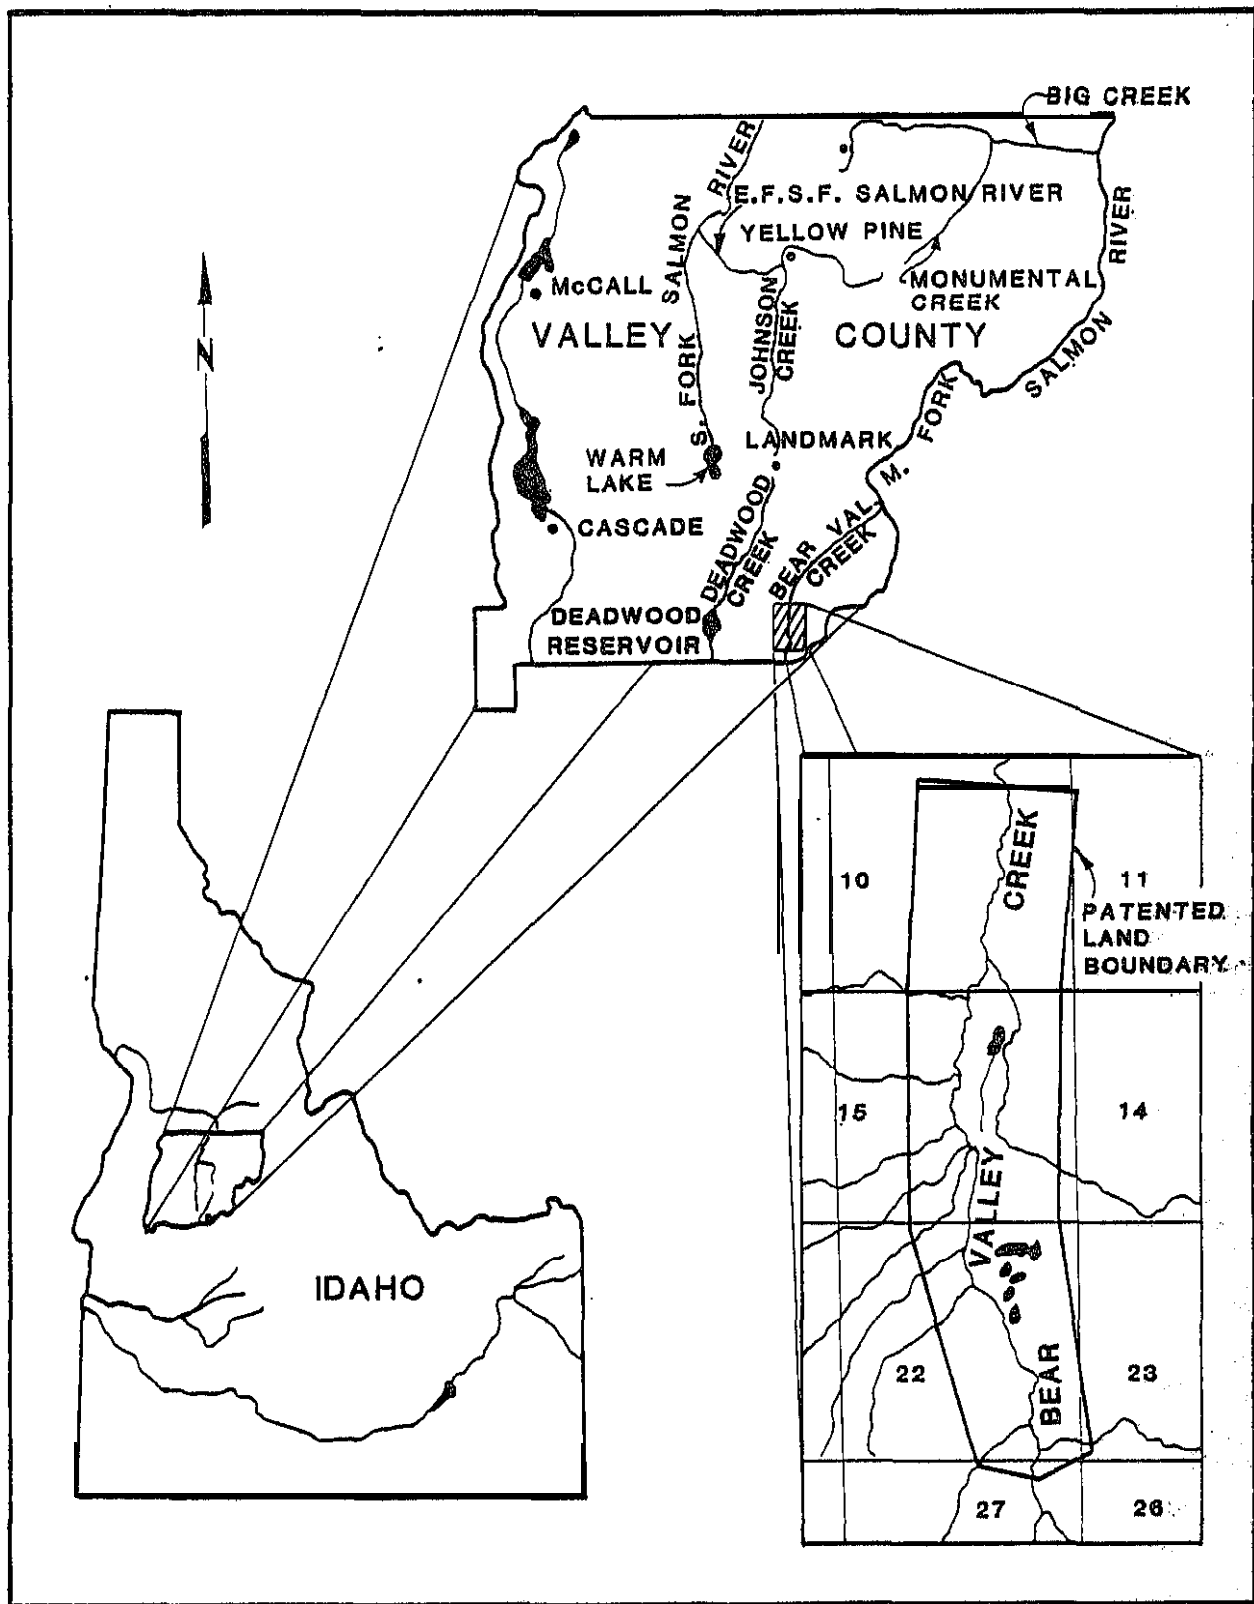 BIG CREEK
S. FORK SALMON RIVER
E.F.S.F. SALMON RIVER
YELLOW PINE
MONUMENTAL
CREEK
N
McCALL
VALLEY COUNTY
JOHNSON
CREEK
M. FORK SALMON RIVER
LANDMARK
WARM
LAKE
CASCADE
DEADWOOD
CREEK
BEAR VAL.
CREEK
DEADWOOD
RESERVOIR
IDAHO
BEAR VALLEY CREEK
10
11
PATENTED
LAND
BOUNDARY
15
14
22
23
27
26